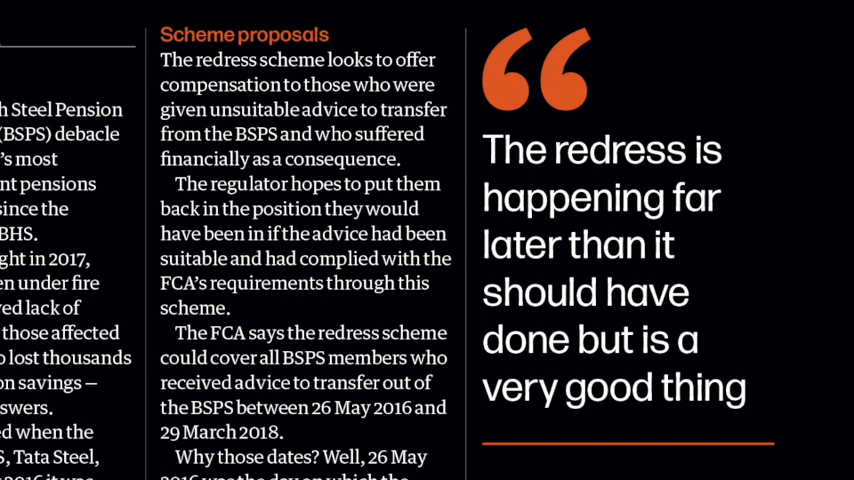 h Steel Pension
(BSPS) debacle
’s most
nt pensions
since the
BHS.
ght in 2017,
en under fire
ved lack of
those affected
o lost thousands
on savings —
swers.
ed when the
S, Tata Steel,
Scheme proposals
The redress scheme looks to offer
compensation to those who were
given unsuitable advice to transfer
from the BSPS and who suffered
financially as a consequence.
The regulator hopes to put them
back in the position they would
have been in if the advice had been
suitable and had complied with the
FCA’s requirements through this
scheme.
The FCA says the redress scheme
could cover all BSPS members who
received advice to transfer out of
the BSPS between 26 May 2016 and
29 March 2018.
Why those dates? Well, 26 May
2016 was the day on which the
“
The redress is
happening far
later than it
should have
done but is a
very good thing